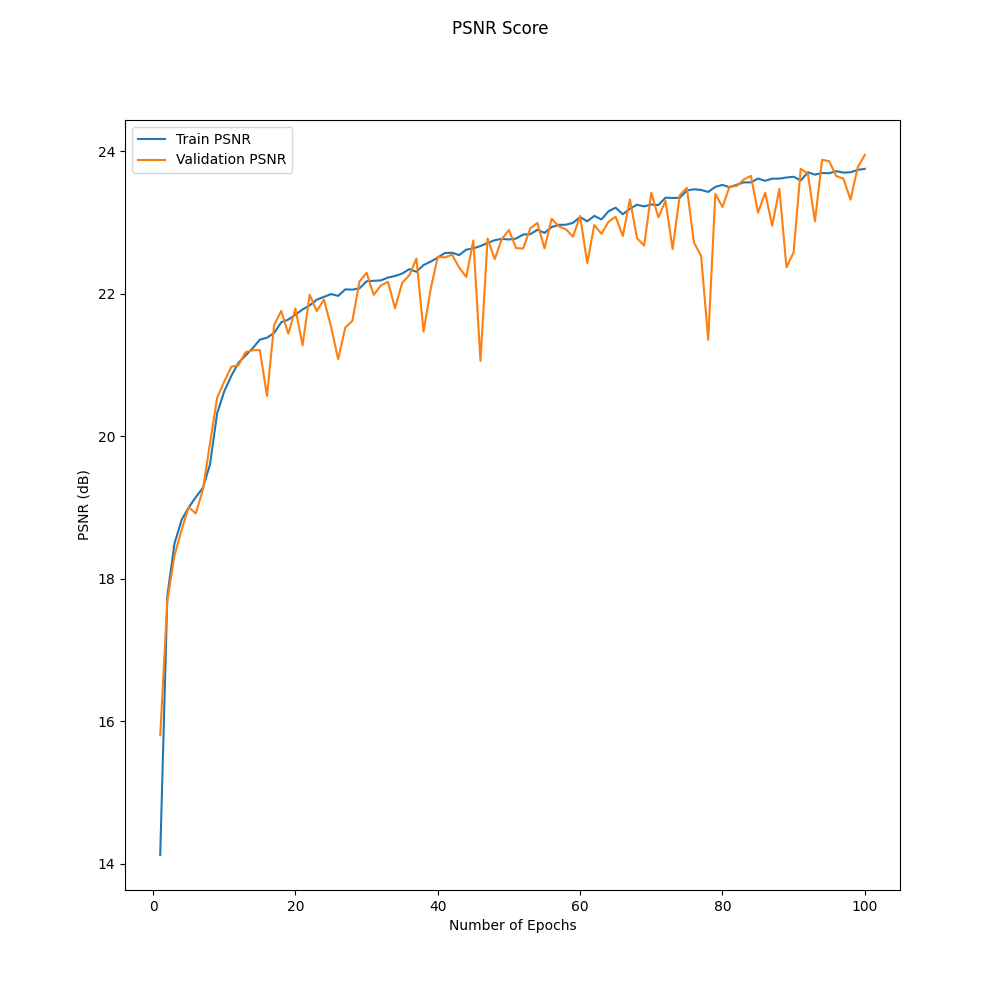 PSNR Score
Train PSNR
Validation PSNR
24
22
20
18
16
14
PSNR (dB)
0 20 40 60 80 100
Number of Epochs